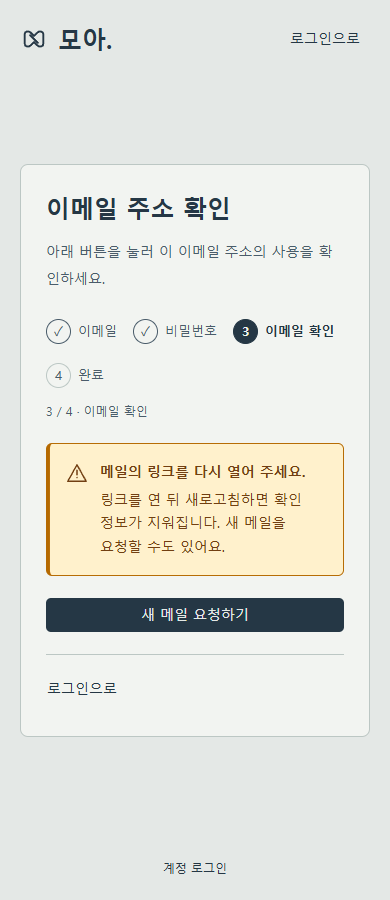 모아.
로그인으로
이메일 주소 확인
아래 버튼을 눌러 이 이메일 주소의 사용을 확
인하세요.
✓ 이메일 ✓ 비밀번호 3 이메일 확인
4 완료
3 / 4 · 이메일 확인
메일의 링크를 다시 열어 주세요.
링크를 연 뒤 새로고침하면 확인
정보가 지워집니다. 새 메일을
요청할 수도 있어요.
새 메일 요청하기
로그인으로
계정 로그인